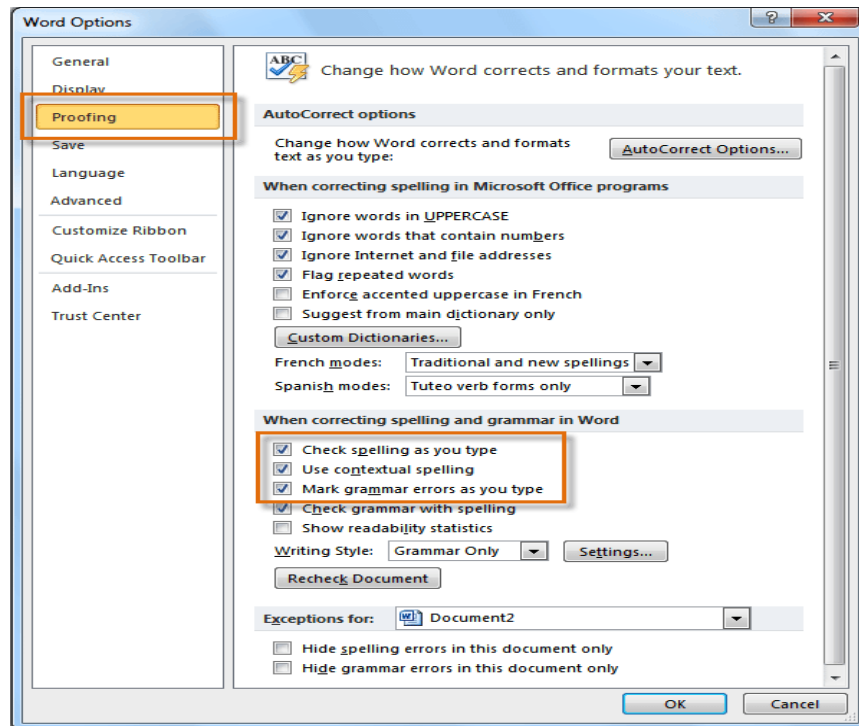 Word Options
General
Display
Proofing
Save
Language
Advanced
Customize Ribbon
Quick Access Toolbar
Add-Ins
Trust Center
ABC
Change how Word corrects and formats your text.
AutoCorrect options
Change how Word corrects and formats
text as you type:
AutoCorrect Options...
When correcting spelling in Microsoft Office programs
Ignore words in UPPERCASE
Ignore words that contain numbers
Ignore Internet and file addresses
Flag repeated words
Enforce accented uppercase in French
Suggest from main dictionary only
Custom Dictionaries...
French modes: Traditional and new spellings
Spanish modes: Tuteo verb forms only
When correcting spelling and grammar in Word
Check spelling as you type
Use contextual spelling
Mark grammar errors as you type
Check grammar with spelling
Show readability statistics
Writing Style: Grammar Only Settings...
Recheck Document
Exceptions for: Document2
Hide spelling errors in this document only
Hide grammar errors in this document only
OK Cancel